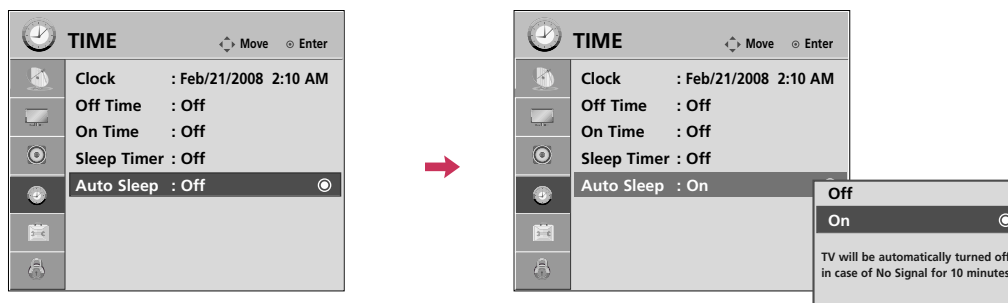 TIME
Move Enter
Clock : Feb/21/2008 2:10 AM
Off Time : Off
On Time : Off
Sleep Timer : Off
Auto Sleep : Off
TIME
Move Enter
Clock : Feb/21/2008 2:10 AM
Off Time : Off
On Time : Off
Sleep Timer : Off
Auto Sleep : On
Off
On
TV will be automatically turned off
in case of No Signal for 10 minutes